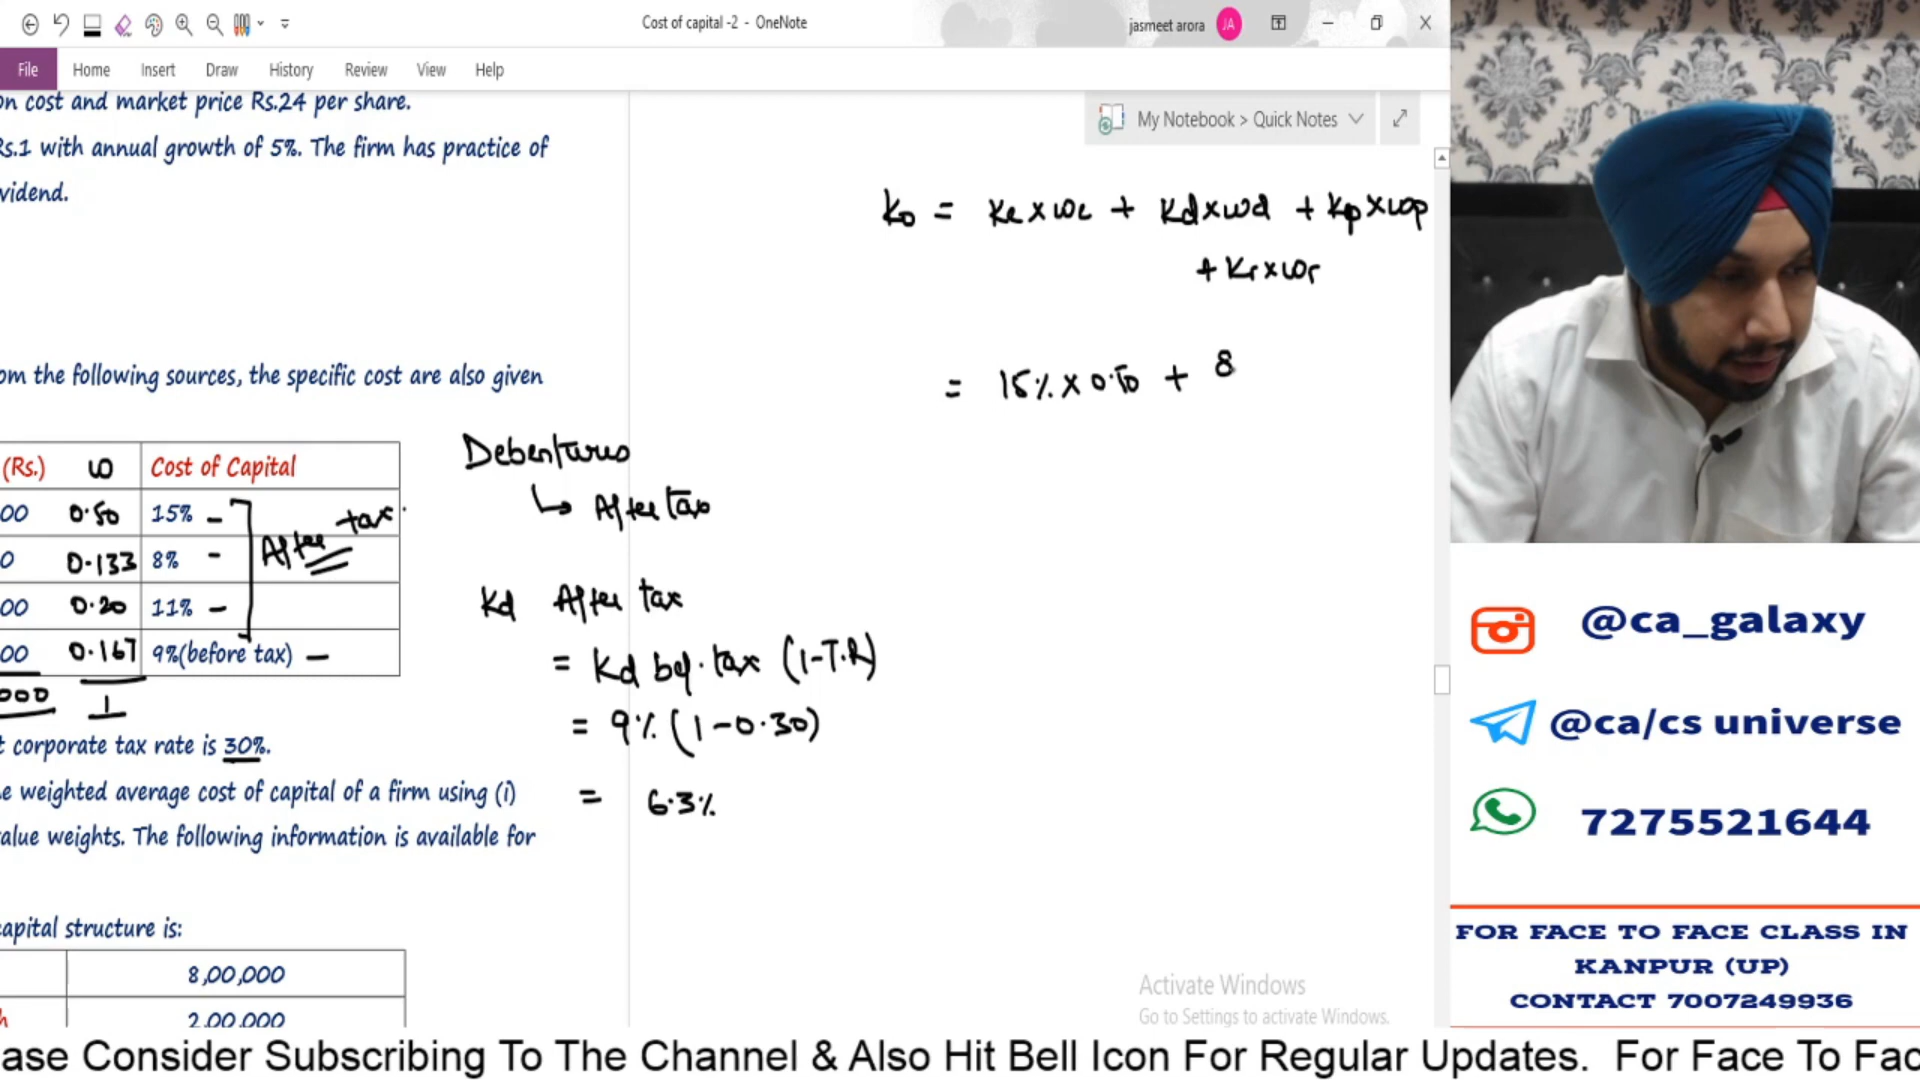 Cost of capital -2 - OneNote
jasmeet arora JA
File Home Insert Draw History Review View Help
on cost and market price Rs.24 per share.
Rs.1 with annual growth of 5%. The firm has practice of
vidend.
My Notebook > Quick Notes
Ko = Ke x we + Kd x wd + Kp x wp
+ Kr x wr
om the following sources, the specific cost are also given
= 15% x 0.50 + 8
(Rs.) ω Cost of Capital
00 0.50 15% -
0 0.133 8% -
00 0.20 11% -
00 0.167 9%(before tax) -
000 1
After tax
Debentures
↳ After tax
Kd After tax
= Kd bef. tax (1-T.R)
= 9% (1-0.30)
= 6.3%
t corporate tax rate is 30%.
e weighted average cost of capital of a firm using (i)
alue weights. The following information is available for
capital structure is:
8,00,000
h 2,00,000
Activate Windows
Go to Settings to activate Windows.
@ca_galaxy
@ca/cs universe
7275521644
FOR FACE TO FACE CLASS IN
KANPUR (UP)
CONTACT 7007249936
ase Consider Subscribing To The Channel & Also Hit Bell Icon For Regular Updates. For Face To Fac